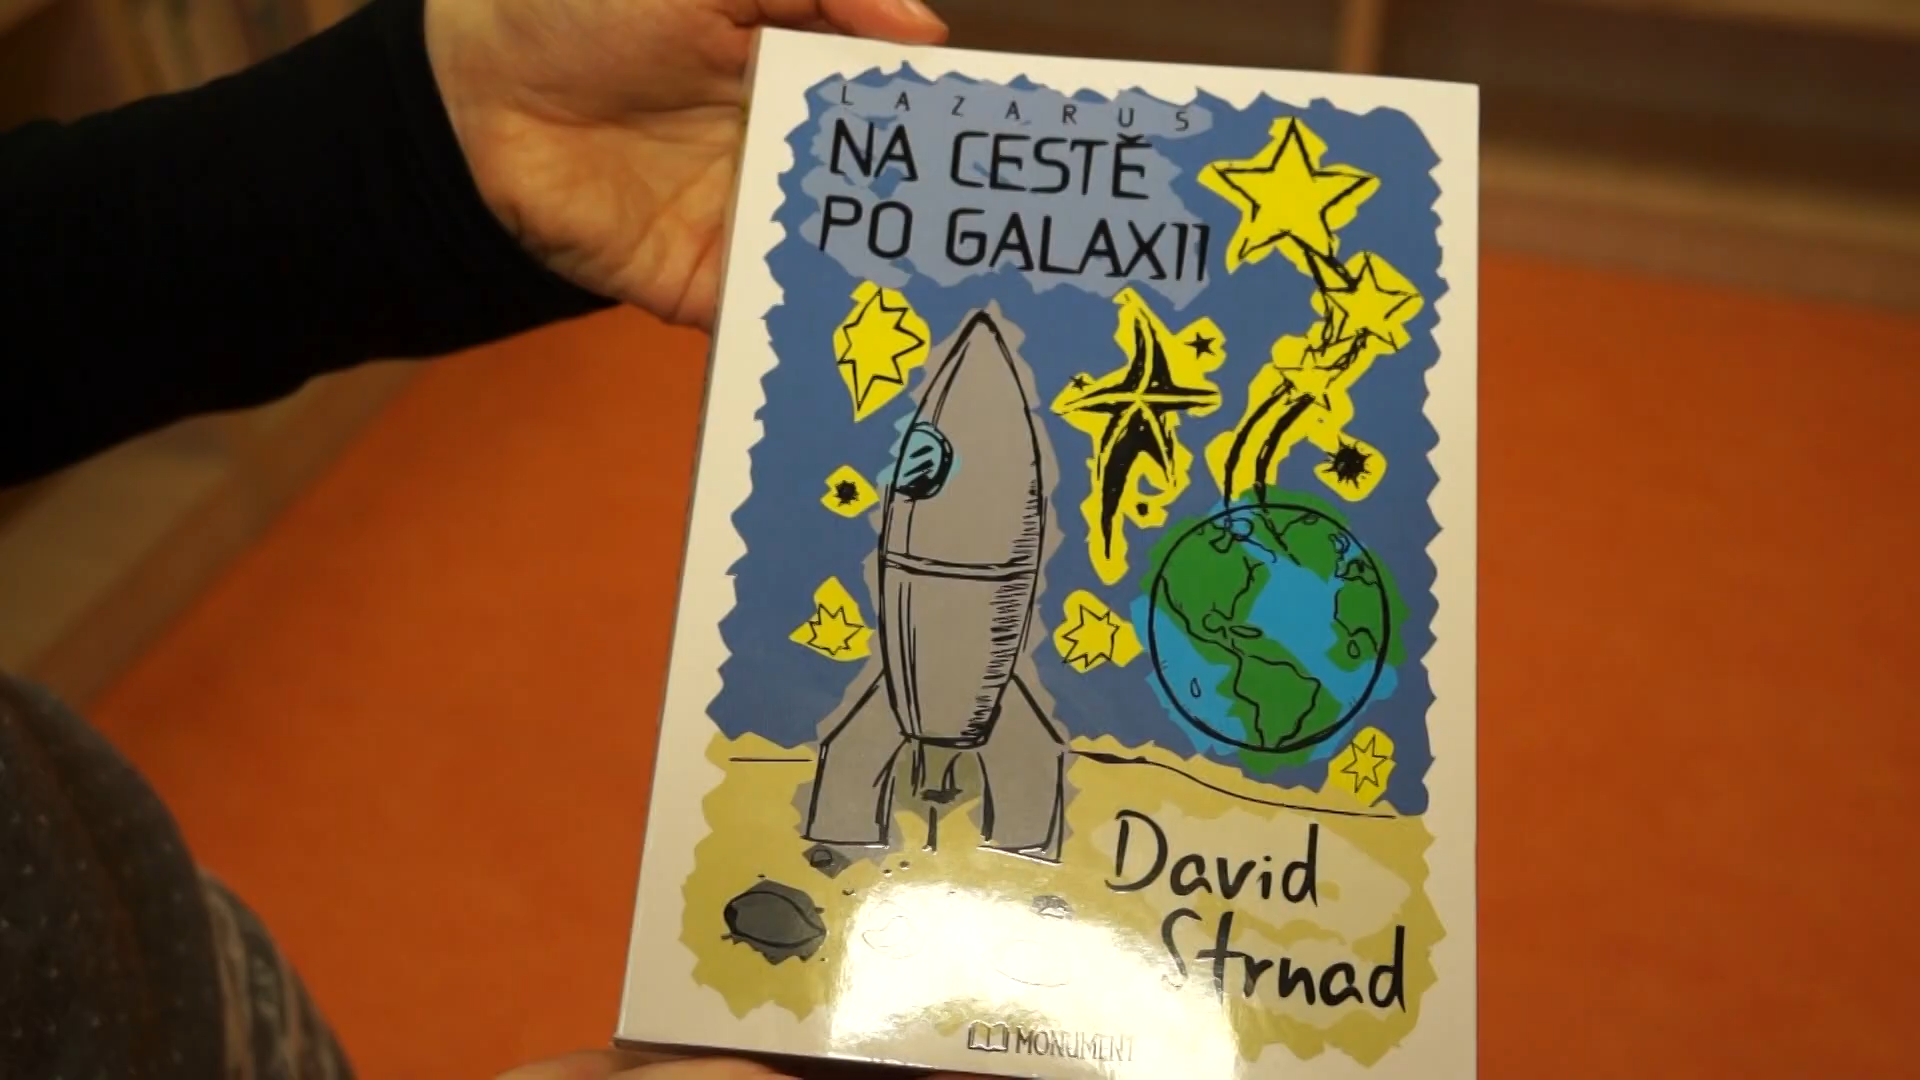 LAZARUS
NA CESTĚ
PO GALAXII
David
Strnad
MONUMENT